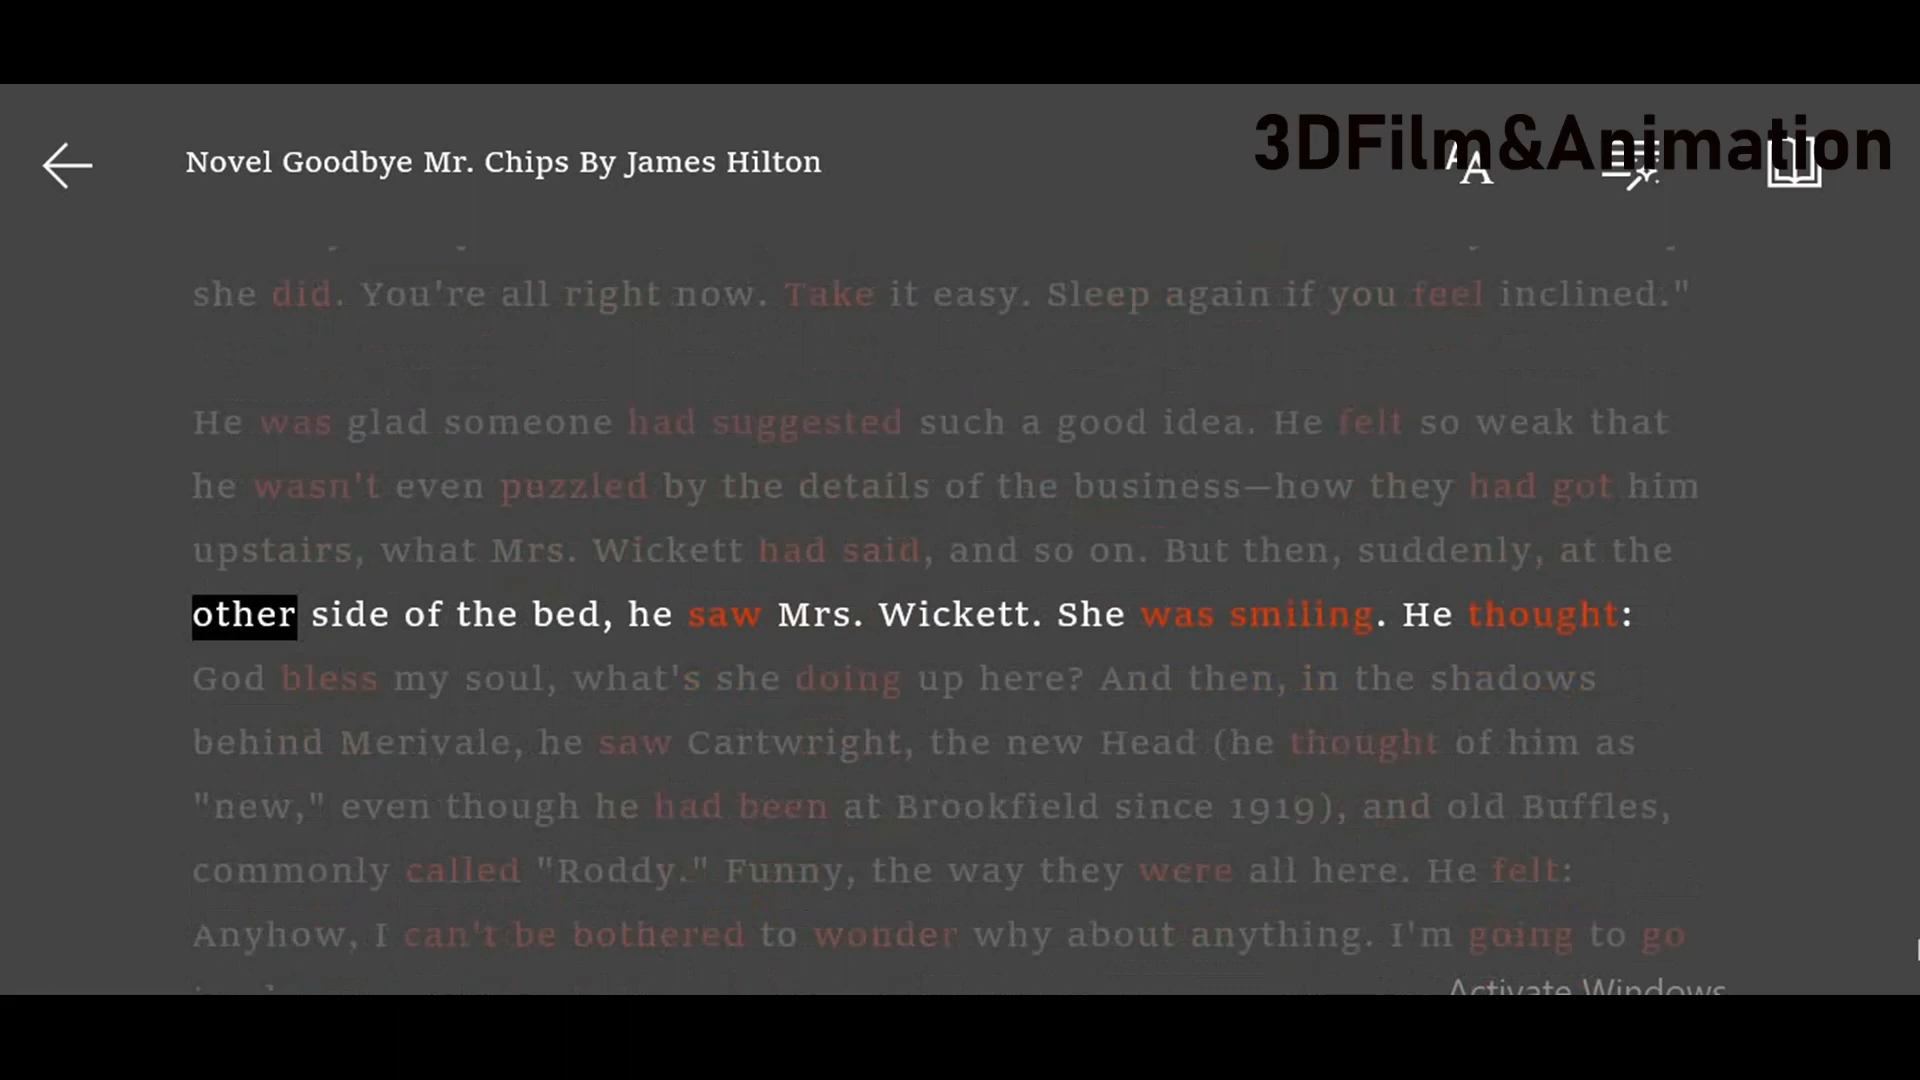 3DFilm&Animation
Novel Goodbye Mr. Chips By James Hilton
she did. You're all right now. Take it easy. Sleep again if you feel inclined."
He was glad someone had suggested such a good idea. He felt so weak that
he wasn't even puzzled by the details of the business—how they had got him
upstairs, what Mrs. Wickett had said, and so on. But then, suddenly, at the
other side of the bed, he saw Mrs. Wickett. She was smiling. He thought:
God bless my soul, what's she doing up here? And then, in the shadows
behind Merivale, he saw Cartwright, the new Head (he thought of him as
"new," even though he had been at Brookfield since 1919), and old Buffles,
commonly called "Roddy." Funny, the way they were all here. He felt:
Anyhow, I can't be bothered to wonder why about anything. I'm going to go
Activate Windows